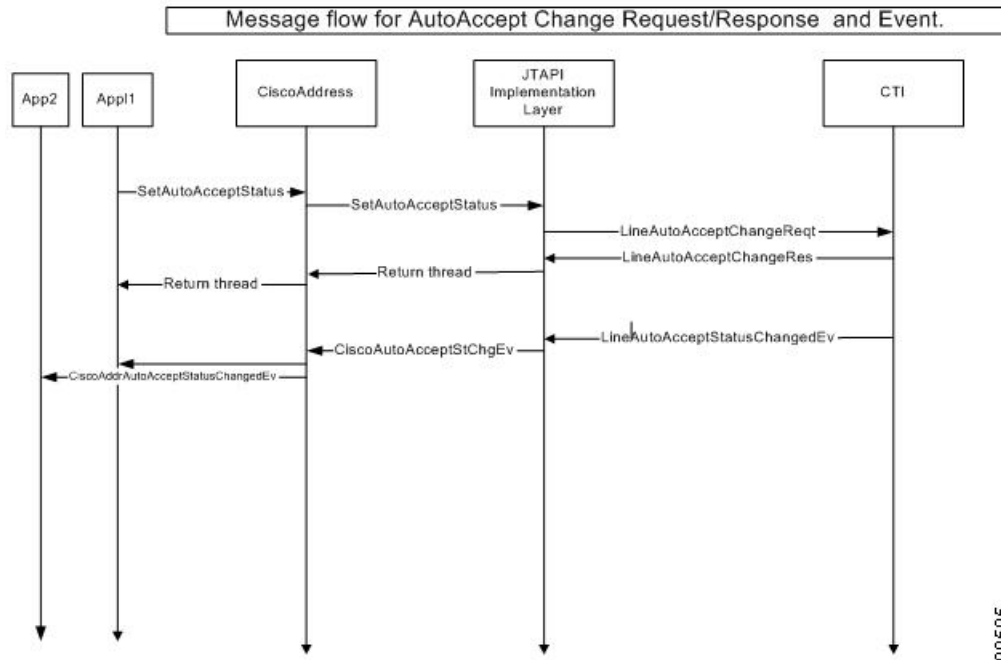 Message flow for AutoAccept Change Request/Response and Event.
App2
Appl1
CiscoAddress
JTAPI
Implementation
Layer
CTI
SetAutoAcceptStatus
SetAutoAcceptStatus
LineAutoAcceptChangeReqt
LineAutoAcceptChangeRes
Return thread
Return thread
LineAutoAcceptStatusChangedEv
CiscoAutoAcceptStChgEv
CiscoAddrAutoAcceptStatusChangedEv